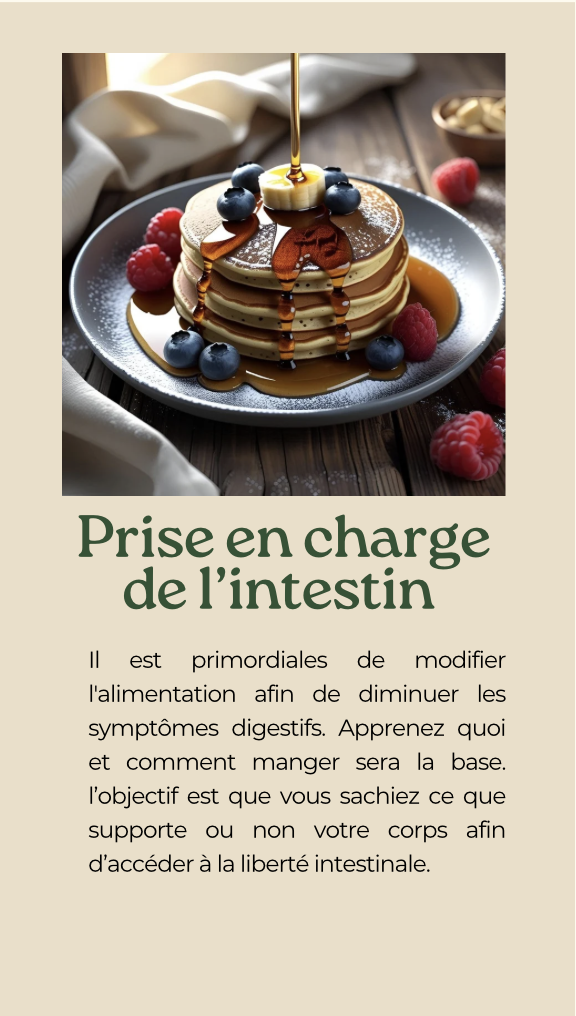 Prise en charge
de l’intestin
Il est primordiales de modifier
l'alimentation afin de diminuer les
symptômes digestifs. Apprenez quoi
et comment manger sera la base.
l’objectif est que vous sachiez ce que
supporte ou non votre corps afin
d’accéder à la liberté intestinale.